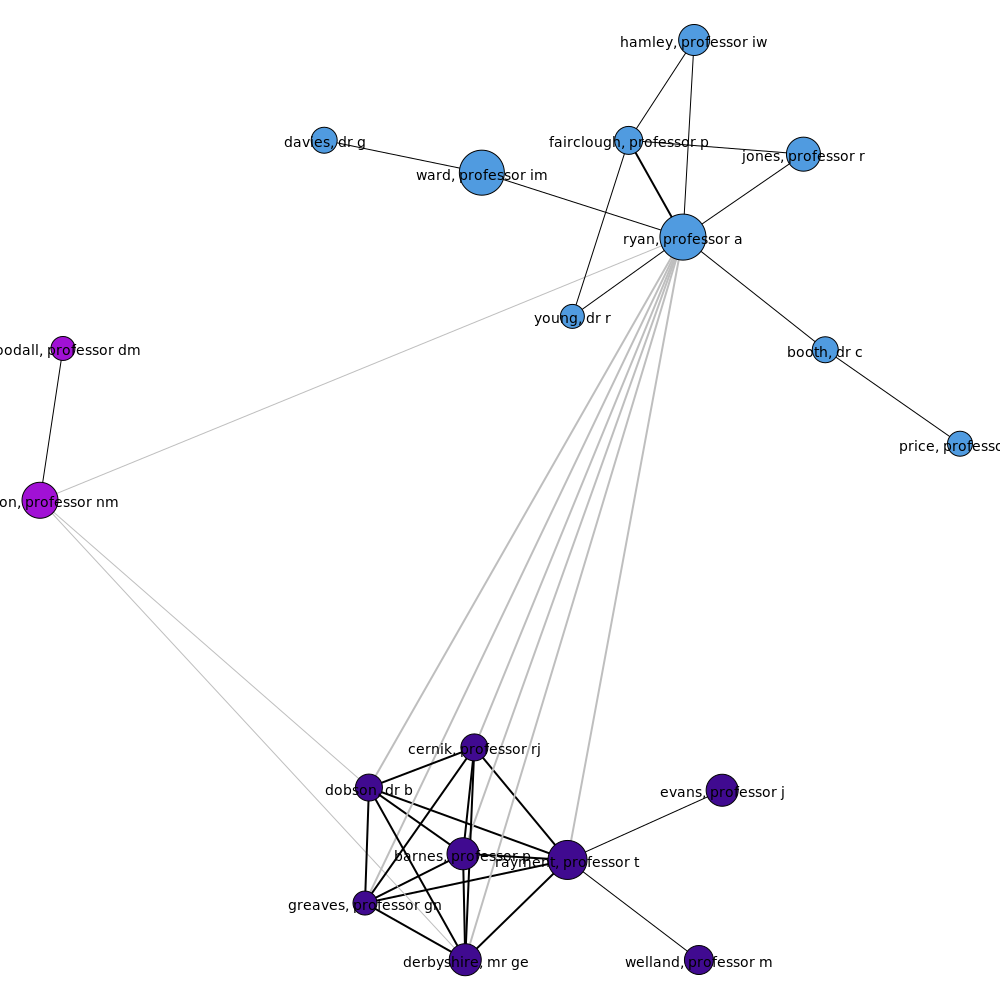 hamley, professor iw
davies, dr g
fairclough, professor p
jones, professor r
ward, professor im
ryan, professor a
young, dr r
oodall, professor dm
booth, dr c
price, professo
on, professor nm
cernik, professor rj
dobson, dr b
evans, professor j
barnes, professor p
rayment, professor t
greaves, professor gn
derbyshire, mr ge
welland, professor m